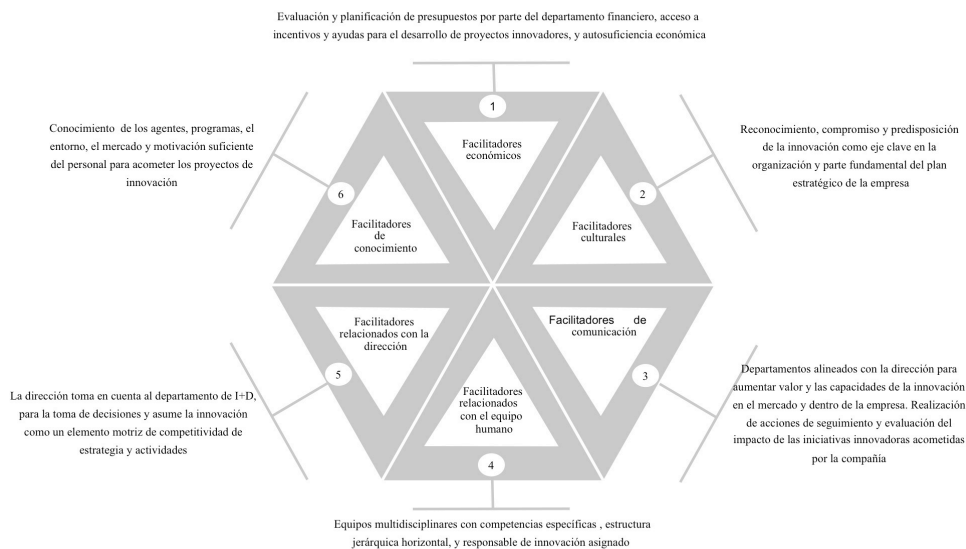 Evaluación y planificación de presupuestos por parte del departamento financiero, acceso a
incentivos y ayudas para el desarrollo de proyectos innovadores, y autosuficiencia económica
1
Facilitadores
económicos
Reconocimiento, compromiso y predisposición
de la innovación como eje clave en
la organización y parte fundamental del plan
estratégico de la empresa
2
Facilitadores
culturales
Facilitadores de
comunicación
3
Departamentos alineados con la dirección para
aumentar valor y las capacidades de la innovación
en el mercado y dentro de la empresa. Realización
de acciones de seguimiento y evaluación del
impacto de las iniciativas innovadoras acometidas
por la compañía
Facilitadores
relacionados
con el equipo
humano
4
Equipos multidisciplinares con competencias específicas , estructura
jerárquica horizontal, y responsable de innovación asignado
Facilitadores
relacionados con la
dirección
5
La dirección toma en cuenta al departamento de I+D,
para la toma de decisiones y asume la innovación
como un elemento motriz de competitividad de
estrategia y actividades
Conocimiento de los agentes, programas, el
entorno, el mercado y motivación suficiente
del personal para acometer los proyectos de
innovación
6
Facilitadores
de
conocimiento